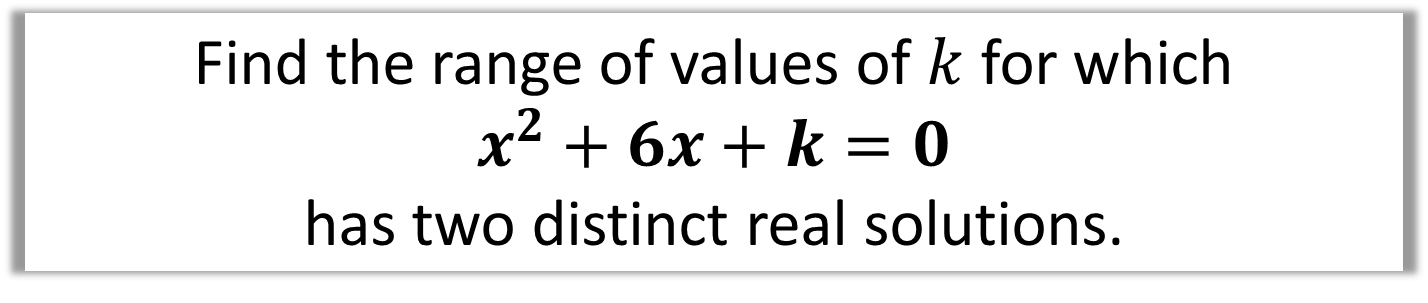 Find the range of values of k for which
x² + 6x + k = 0
has two distinct real solutions.